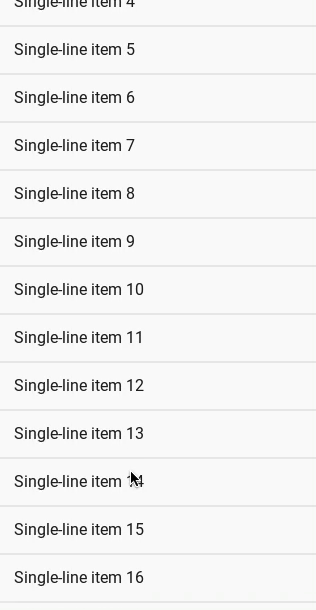 Single-line item 4
Single-line item 5
Single-line item 6
Single-line item 7
Single-line item 8
Single-line item 9
Single-line item 10
Single-line item 11
Single-line item 12
Single-line item 13
Single-line item 14
Single-line item 15
Single-line item 16